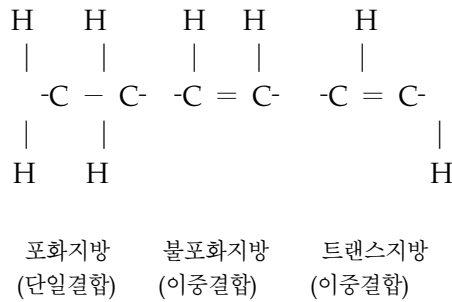 H H H H H
| | | | |
-C − C- -C = C- -C = C-
| | |
H H H
포화지방 불포화지방 트랜스지방
(단일결합) (이중결합) (이중결합)